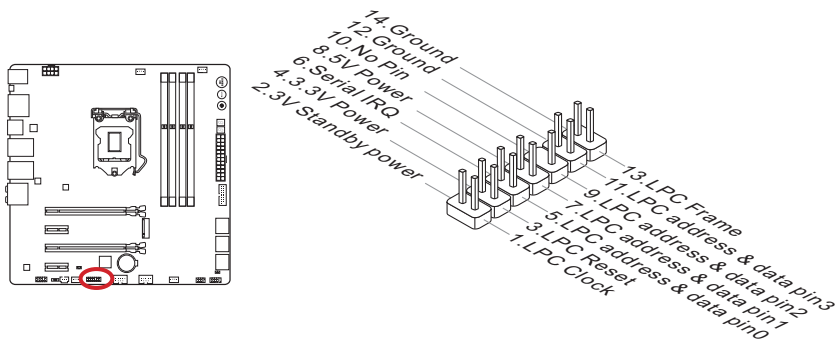 14.Ground
12.Ground
10.No Pin
8.5V Power
6.Serial IRQ
4.3.3V Power
2.3V Standby power
13.LPC Frame
11.LPC address & data pin3
9.LPC address & data pin2
7.LPC address & data pin1
5.LPC address & data pin0
3.LPC Reset
1.LPC Clock